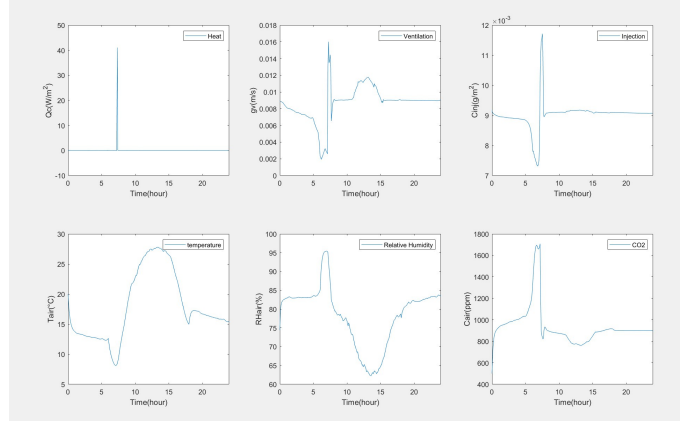 Heat
Qc(W/m²)
50
40
30
20
10
0
-10
0 5 10 15 20
Time(hour)
Ventilation
gv(m/s)
0.018
0.016
0.014
0.012
0.01
0.008
0.006
0.004
0.002
0
0 5 10 15 20
Time(hour)
×10⁻³
Injection
Cinj(g/m²)
12
11
10
9
8
7
0 5 10 15 20
Time(hour)
temperature
Tair(°C)
30
25
20
15
10
5
0 5 10 15 20
Time(hour)
Relative Humidity
RHair(%)
100
95
90
85
80
75
70
65
60
0 5 10 15 20
Time(hour)
CO2
Cair(ppm)
1800
1600
1400
1200
1000
800
600
400
0 5 10 15 20
Time(hour)